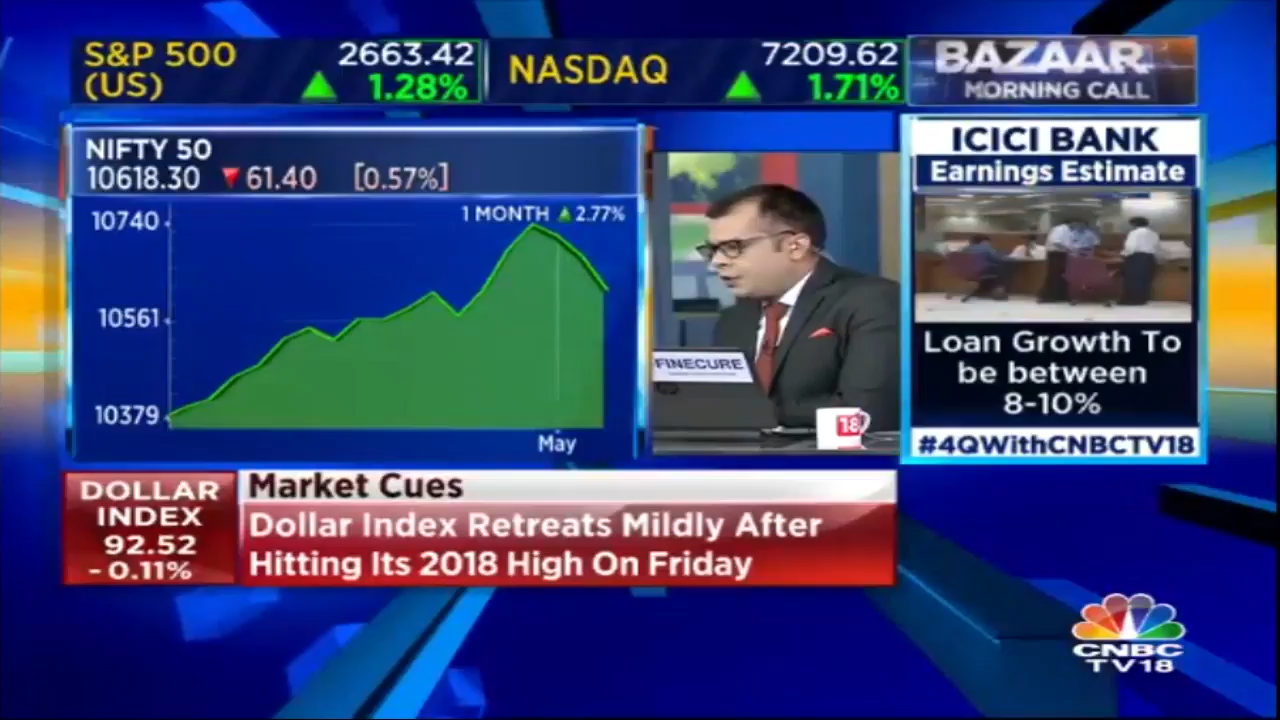 S&P 500
(US)
2663.42
1.28%
NASDAQ
7209.62
1.71%
BAZAAR
MORNING CALL
NIFTY 50
10618.30 61.40 [0.57%]
1 MONTH 2.77%
10740
10561
10379
May
FINECURE
18
ICICI BANK
Earnings Estimate
Loan Growth To
be between
8-10%
#4QWithCNBCTV18
DOLLAR
INDEX
92.52
-0.11%
Market Cues
Dollar Index Retreats Mildly After
Hitting Its 2018 High On Friday
CNBC
TV18